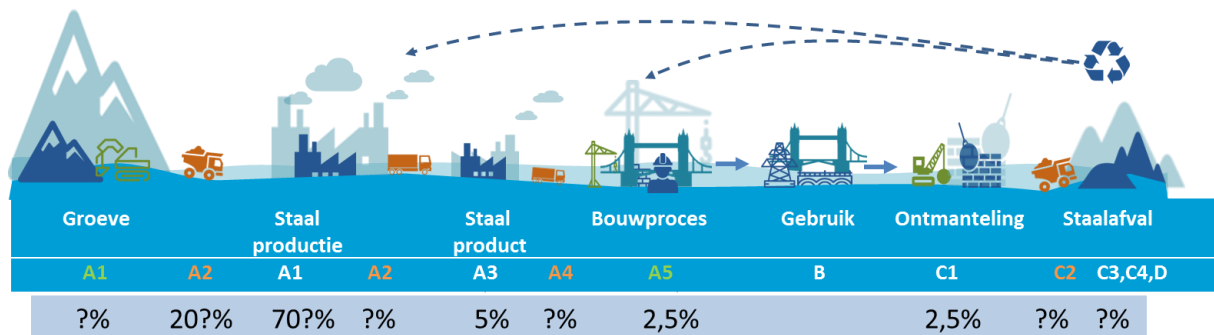 Groeve Staal productie Staal product Bouwproces Gebruik Ontmanteling Staalafval
A1 A2 A1 A2 A3 A4 A5 B C1 C2 C3,C4,D
?% 20?% 70?% ?% 5% ?% 2,5% 2,5% ?% ?%